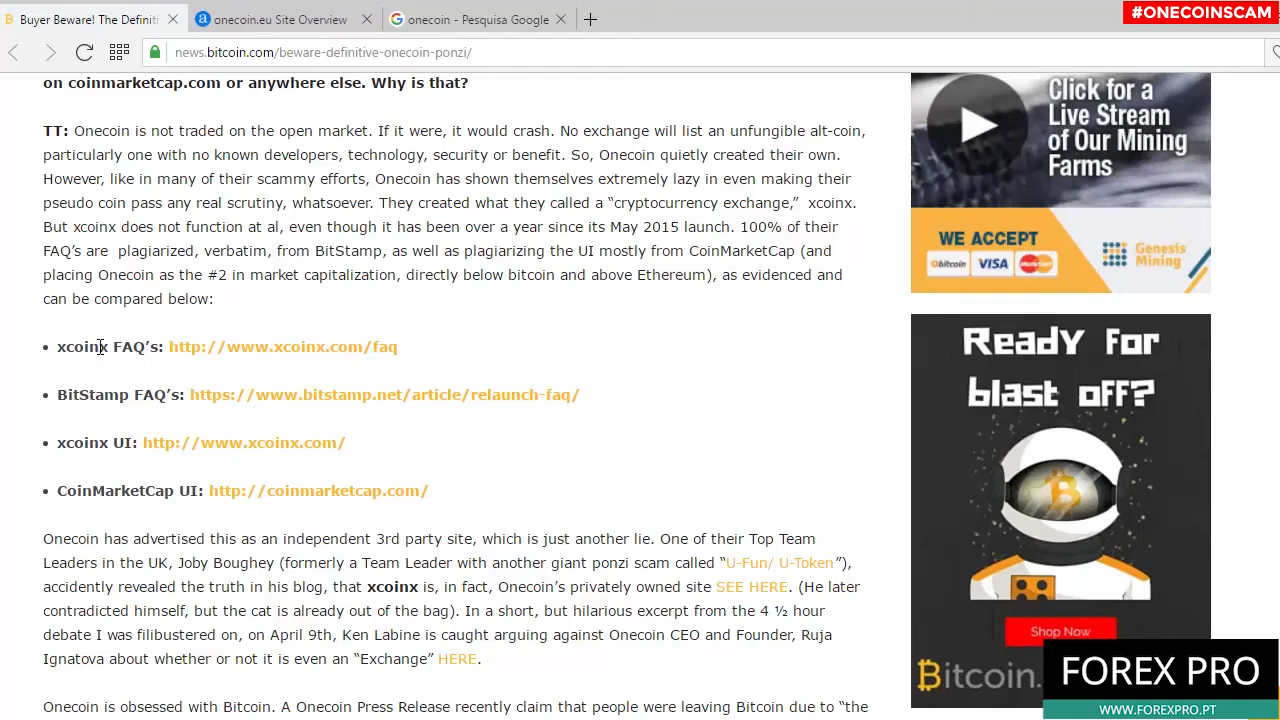 Buyer Beware! The Definiti
onecoin.eu Site Overview
onecoin - Pesquisa Google
#ONECOINSCAM
news.bitcoin.com/beware-definitive-onecoin-ponzi/
on coinmarketcap.com or anywhere else. Why is that?
TT: Onecoin is not traded on the open market. If it were, it would crash. No exchange will list an unfungible alt-coin,
particularly one with no known developers, technology, security or benefit. So, Onecoin quietly created their own.
However, like in many of their scammy efforts, Onecoin has shown themselves extremely lazy in even making their
pseudo coin pass any real scrutiny, whatsoever. They created what they called a “cryptocurrency exchange,”  xcoinx.
But xcoinx does not function at al, even though it has been over a year since its May 2015 launch. 100% of their
FAQ’s are  plagiarized, verbatim, from BitStamp, as well as plagiarizing the UI mostly from CoinMarketCap (and
placing Onecoin as the #2 in market capitalization, directly below bitcoin and above Ethereum), as evidenced and
can be compared below:
• xcoinx FAQ’s: http://www.xcoinx.com/faq
• BitStamp FAQ’s: https://www.bitstamp.net/article/relaunch-faq/
• xcoinx UI: http://www.xcoinx.com/
• CoinMarketCap UI: http://coinmarketcap.com/
Onecoin has advertised this as an independent 3rd party site, which is just another lie. One of their Top Team
Leaders in the UK, Joby Boughey (formerly a Team Leader with another giant ponzi scam called “U-Fun/ U-Token”),
accidently revealed the truth in his blog, that xcoinx is, in fact, Onecoin’s privately owned site SEE HERE. (He later
contradicted himself, but the cat is already out of the bag). In a short, but hilarious excerpt from the 4 ½ hour
debate I was filibustered on, on April 9th, Ken Labine is caught arguing against Onecoin CEO and Founder, Ruja
Ignatova about whether or not it is even an “Exchange” HERE.
Onecoin is obsessed with Bitcoin. A Onecoin Press Release recently claim that people were leaving Bitcoin due to “the
Click for a
Live Stream
of Our Mining
Farms
WE ACCEPT
bitcoin VISA MasterCard
Genesis
Mining
Ready for
blast off?
Shop Now
Bitcoin.
FOREX PRO
WWW.FOREXPRO.PT